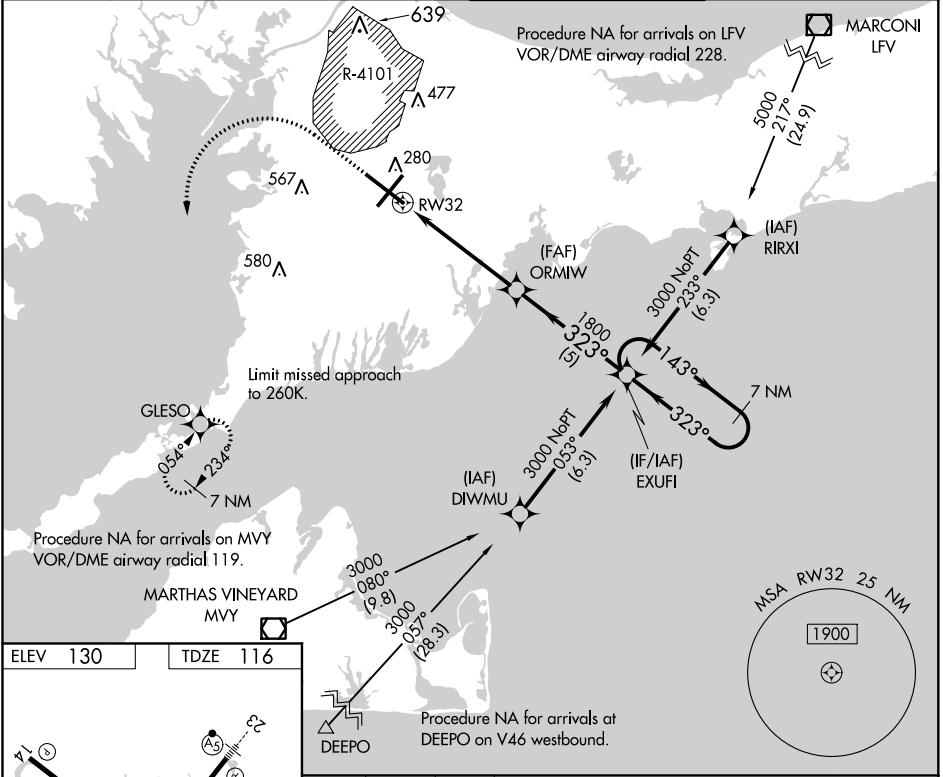 639
Procedure NA for arrivals on LFV
VOR/DME airway radial 228.
MARCONI
LFV
R-4101
477
5000
217°
(24.9)
280
567
RW32
(IAF)
RIRXI
(FAF)
ORMIW
580
3000 NoPT
233°
(6.3)
1800
323°
(5)
143°
Limit missed approach
to 260K.
7 NM
323°
GLESO
054°
234°
7 NM
3000 NoPT
053°
(6.3)
(IF/IAF)
EXUFI
(IAF)
DIWMU
Procedure NA for arrivals on MVY
VOR/DME airway radial 119.
3000
080°
(9.8)
MARTHAS VINEYARD
MVY
3000
057°
(28.3)
MSA RW32 25 NM
1900
ELEV 130
TDZE 116
Procedure NA for arrivals at
DEEPO on V46 westbound.
DEEPO
14
P
A5
23